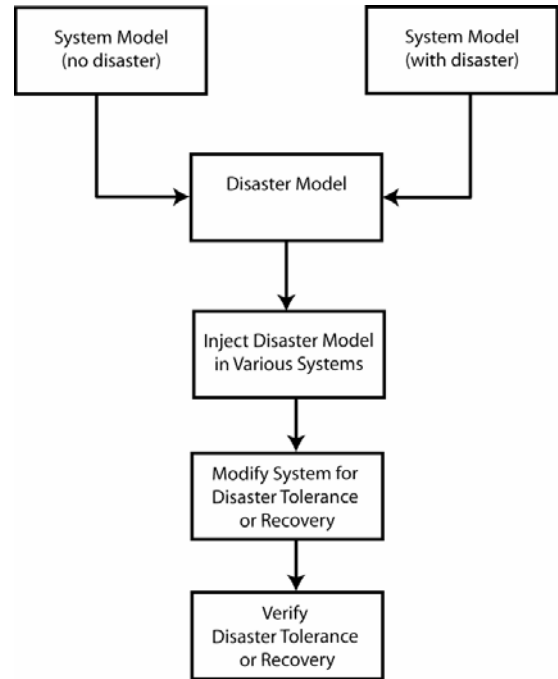 System Model
(no disaster)
System Model
(with disaster)
Disaster Model
Inject Disaster Model
in Various Systems
Modify System for
Disaster Tolerance
or Recovery
Verify
Disaster Tolerance
or Recovery